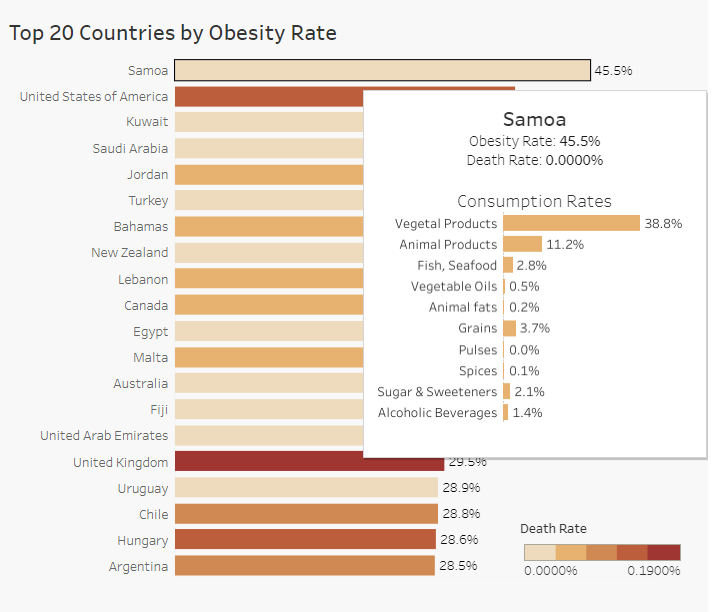 Top 20 Countries by Obesity Rate
Samoa 45.5%
United States of America
Kuwait
Saudi Arabia
Jordan
Turkey
Bahamas
New Zealand
Lebanon
Canada
Egypt
Malta
Australia
Fiji
United Arab Emirates
United Kingdom 29.5%
Uruguay 28.9%
Chile 28.8%
Hungary 28.6%
Argentina 28.5%
Samoa
Obesity Rate: 45.5%
Death Rate: 0.0000%
Consumption Rates
Vegetal Products 38.8%
Animal Products 11.2%
Fish, Seafood 2.8%
Vegetable Oils 0.5%
Animal fats 0.2%
Grains 3.7%
Pulses 0.0%
Spices 0.1%
Sugar & Sweeteners 2.1%
Alcoholic Beverages 1.4%
Death Rate
0.0000% 0.1900%